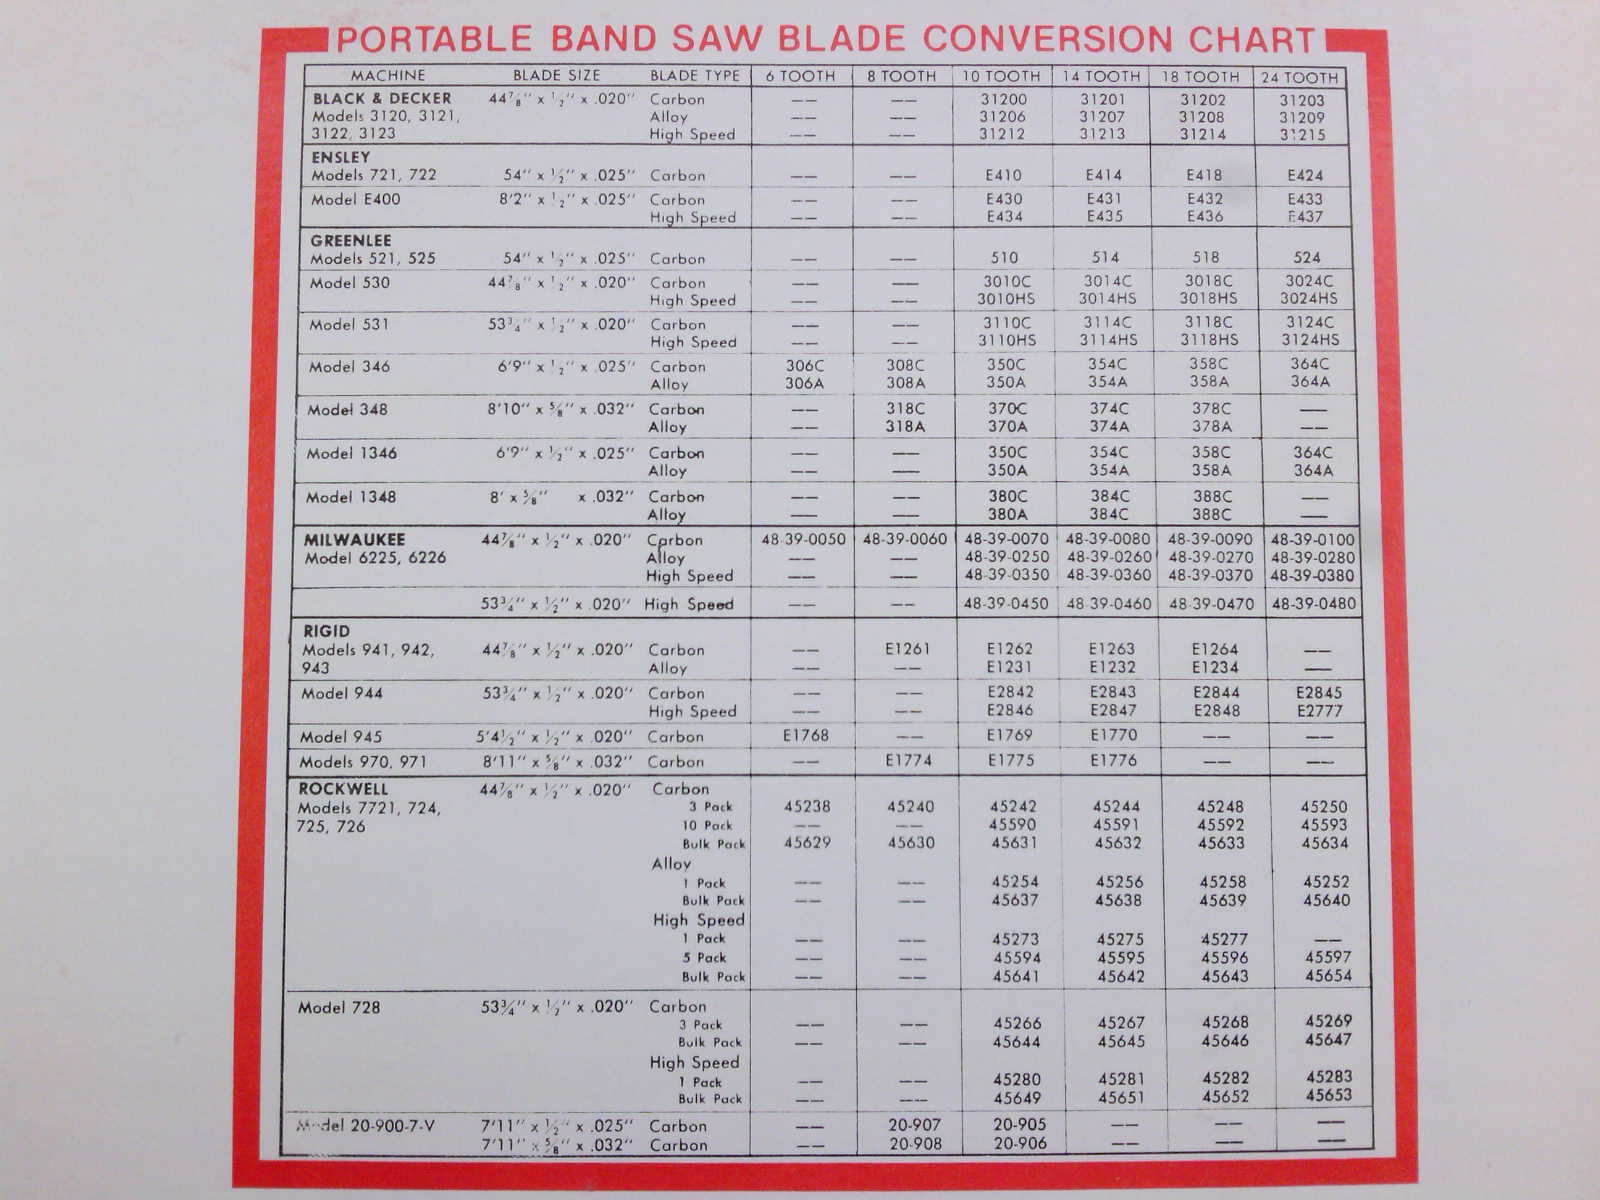 PORTABLE BAND SAW BLADE CONVERSION CHART
MACHINE BLADE SIZE BLADE TYPE 6 TOOTH 8 TOOTH 10 TOOTH 14 TOOTH 18 TOOTH 24 TOOTH
BLACK & DECKER 44⅞" x ½" x .020" Carbon —— —— 31200 31201 31202 31203
Models 3120, 3121, Alloy —— —— 31206 31207 31208 31209
3122, 3123 High Speed —— —— 31212 31213 31214 31215
ENSLEY
Models 721, 722 54" x ½" x .025" Carbon —— —— E410 E414 E418 E424
Model E400 8'2" x ½" x .025" Carbon —— —— E430 E431 E432 E433
High Speed —— —— E434 E435 E436 E437
GREENLEE
Models 521, 525 54" x ½" x .025" Carbon —— —— 510 514 518 524
Model 530 44⅞" x ½" x .020" Carbon —— —— 3010C 3014C 3018C 3024C
High Speed —— —— 3010HS 3014HS 3018HS 3024HS
Model 531 53¾" x ½" x .020" Carbon —— —— 3110C 3114C 3118C 3124C
High Speed —— —— 3110HS 3114HS 3118HS 3124HS
Model 346 6'9" x ½" x .025" Carbon 306C 308C 350C 354C 358C 364C
Alloy 306A 308A 350A 354A 358A 364A
Model 348 8'10" x ⅝" x .032" Carbon —— 318C 370C 374C 378C ——
Alloy —— 318A 370A 374A 378A ——
Model 1346 6'9" x ½" x .025" Carbon —— —— 350C 354C 358C 364C
Alloy —— —— 350A 354A 358A 364A
Model 1348 8' x ⅝" x .032" Carbon —— —— 380C 384C 388C ——
Alloy —— —— 380A 384C 388C ——
MILWAUKEE 44⅞" x ½" x .020" Carbon 48-39-0050 48-39-0060 48-39-0070 48-39-0080 48-39-0090 48-39-0100
Model 6225, 6226 Alloy —— —— 48-39-0250 48-39-0260 48-39-0270 48-39-0280
High Speed —— —— 48-39-0350 48-39-0360 48-39-0370 48-39-0380
53¾" x ½" x .020" High Speed —— —— 48-39-0450 48-39-0460 48-39-0470 48-39-0480
RIGID
Models 941, 942, 44⅞" x ½" x .020" Carbon —— E1261 E1262 E1263 E1264 ——
943 Alloy —— —— E1231 E1232 E1234 ——
Model 944 53¾" x ½" x .020" Carbon —— —— E2842 E2843 E2844 E2845
High Speed —— —— E2846 E2847 E2848 E2777
Model 945 5'4½" x ½" x .020" Carbon E1768 —— E1769 E1770 —— ——
Models 970, 971 8'11" x ⅝" x .032" Carbon —— E1774 E1775 E1776 —— ——
ROCKWELL 44⅞" x ½" x .020" Carbon
Models 7721, 724, 3 Pack 45238 45240 45242 45244 45248 45250
725, 726 10 Pack —— —— 45590 45591 45592 45593
Bulk Pack 45629 45630 45631 45632 45633 45634
Alloy
1 Pack —— —— 45254 45256 45258 45252
Bulk Pack —— —— 45637 45638 45639 45640
High Speed
1 Pack —— —— 45273 45275 45277 ——
5 Pack —— —— 45594 45595 45596 45597
Bulk Pack —— —— 45641 45642 45643 45654
Model 728 53¾" x ½" x .020" Carbon
3 Pack —— —— 45266 45267 45268 45269
Bulk Pack —— —— 45644 45645 45646 45647
High Speed
1 Pack —— —— 45280 45281 45282 45283
Bulk Pack —— —— 45649 45651 45652 45653
Model 20-900-7-V 7'11" x ½" x .025" Carbon —— 20-907 20-905 —— —— ——
7'11" x ⅝" x .032" Carbon —— 20-908 20-906 —— —— ——